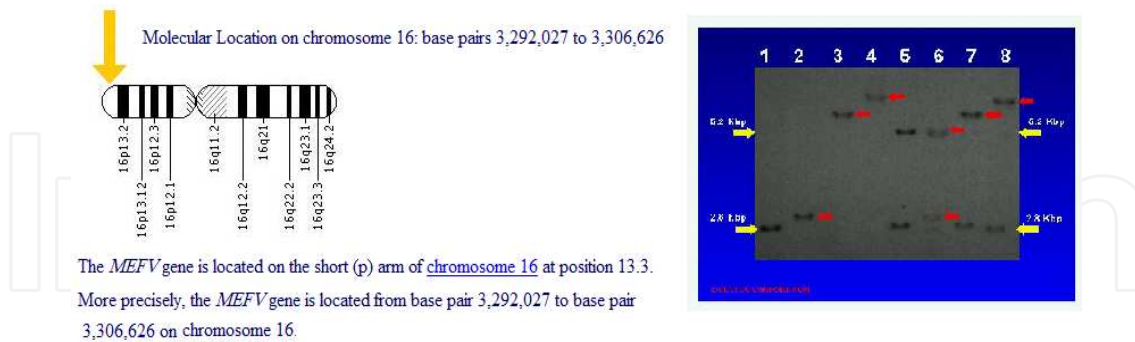 Molecular Location on chromosome 16: base pairs 3,292,027 to 3,306,626
16p13.2
16p13.12
16p12.3
16p12.1
16q11.2
16q12.2
16q21
16q22.2
16q23.1
16q23.3
16q24.2
The MEFV gene is located on the short (p) arm of chromosome 16 at position 13.3.
More precisely, the MEFV gene is located from base pair 3,292,027 to base pair
3,306,626 on chromosome 16.
1 2 3 4 5 6 7 8
5.2 Kbp
5.2 Kbp
2.8 Kbp
2.8 Kbp